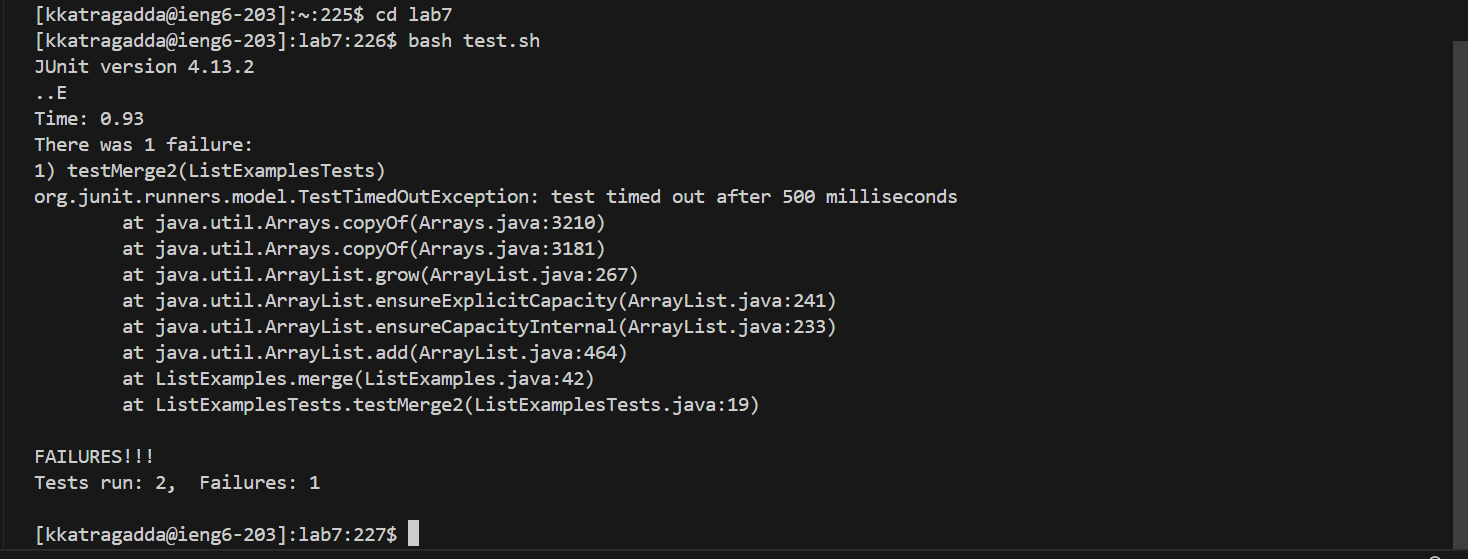 [kkatragadda@ieng6-203]:~:225$ cd lab7
[kkatragadda@ieng6-203]:lab7:226$ bash test.sh
JUnit version 4.13.2
..E
Time: 0.93
There was 1 failure:
1) testMerge2(ListExamplesTests)
org.junit.runners.model.TestTimedOutException: test timed out after 500 milliseconds
        at java.util.Arrays.copyOf(Arrays.java:3210)
        at java.util.Arrays.copyOf(Arrays.java:3181)
        at java.util.ArrayList.grow(ArrayList.java:267)
        at java.util.ArrayList.ensureExplicitCapacity(ArrayList.java:241)
        at java.util.ArrayList.ensureCapacityInternal(ArrayList.java:233)
        at java.util.ArrayList.add(ArrayList.java:464)
        at ListExamples.merge(ListExamples.java:42)
        at ListExamplesTests.testMerge2(ListExamplesTests.java:19)
FAILURES!!!
Tests run: 2,  Failures: 1
[kkatragadda@ieng6-203]:lab7:227$